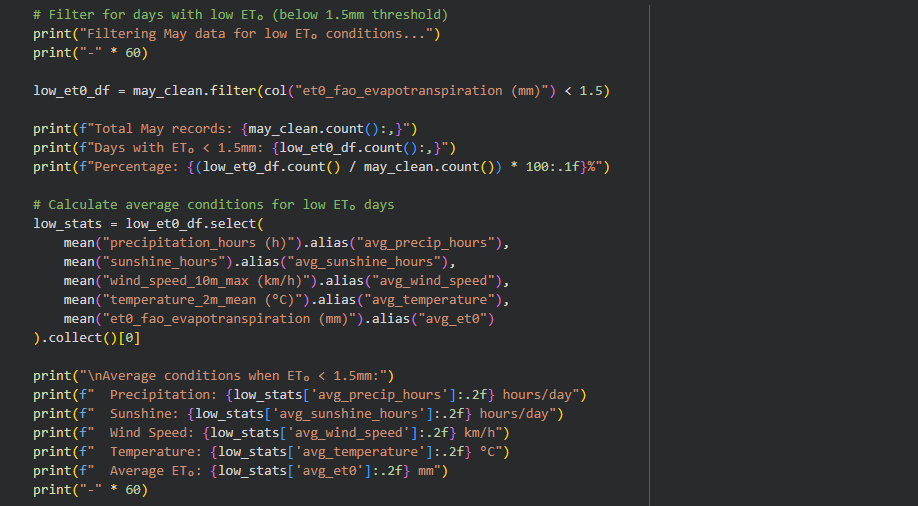 # Filter for days with low ETₒ (below 1.5mm threshold)
print("Filtering May data for low ETₒ conditions...")
print("-" * 60)
low_et0_df = may_clean.filter(col("et0_fao_evapotranspiration (mm)") < 1.5)
print(f"Total May records: {may_clean.count():,}")
print(f"Days with ETₒ < 1.5mm: {low_et0_df.count():,}")
print(f"Percentage: {(low_et0_df.count() / may_clean.count()) * 100:.1f}%")
# Calculate average conditions for low ETₒ days
low_stats = low_et0_df.select(
    mean("precipitation_hours (h)").alias("avg_precip_hours"),
    mean("sunshine_hours").alias("avg_sunshine_hours"),
    mean("wind_speed_10m_max (km/h)").alias("avg_wind_speed"),
    mean("temperature_2m_mean (°C)").alias("avg_temperature"),
    mean("et0_fao_evapotranspiration (mm)").alias("avg_et0")
).collect()[0]
print("\nAverage conditions when ETₒ < 1.5mm:")
print(f"  Precipitation: {low_stats['avg_precip_hours']:.2f} hours/day")
print(f"  Sunshine: {low_stats['avg_sunshine_hours']:.2f} hours/day")
print(f"  Wind Speed: {low_stats['avg_wind_speed']:.2f} km/h")
print(f"  Temperature: {low_stats['avg_temperature']:.2f} °C")
print(f"  Average ETₒ: {low_stats['avg_et0']:.2f} mm")
print("-" * 60)